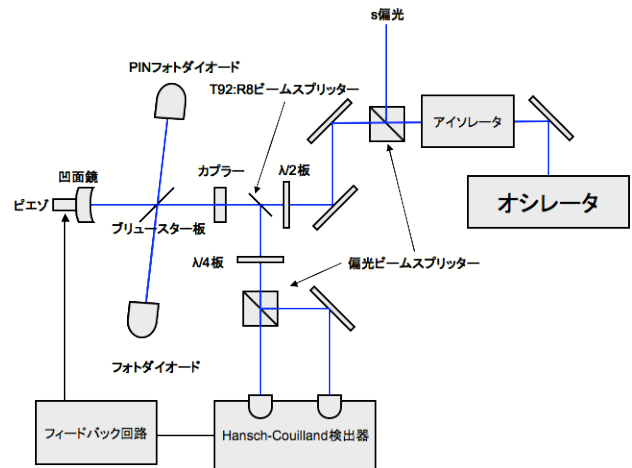 s偏光
PINフォトダイオード
T92:R8ビームスプリッター
アイソレータ
凹面鏡
カプラー
λ/2板
ピエゾ
オシレータ
ブリュースター板
λ/4板
偏光ビームスプリッター
フォトダイオード
フィードバック回路
Hansch-Couilland検出器